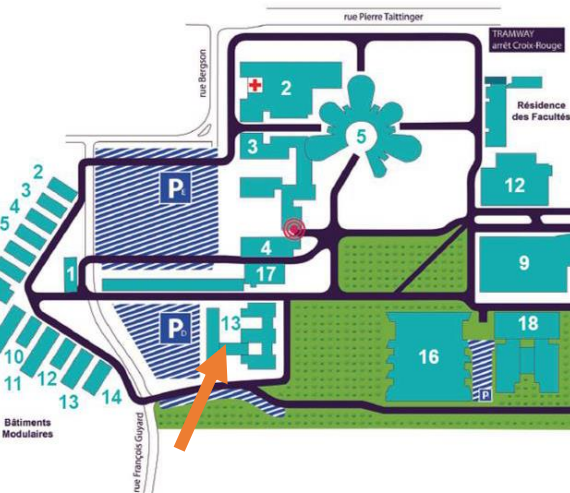 rue Pierre Taittinger
TRAMWAY
arrêt Croix-Rouge
rue Bergson
2
Résidence
des Facultés
5
3
2
3
4
5
P
E
12
4
9
1
17
13
P
D
18
16
10
11
12
13
14
P
Bâtiments
Modulaires
rue François Guyard